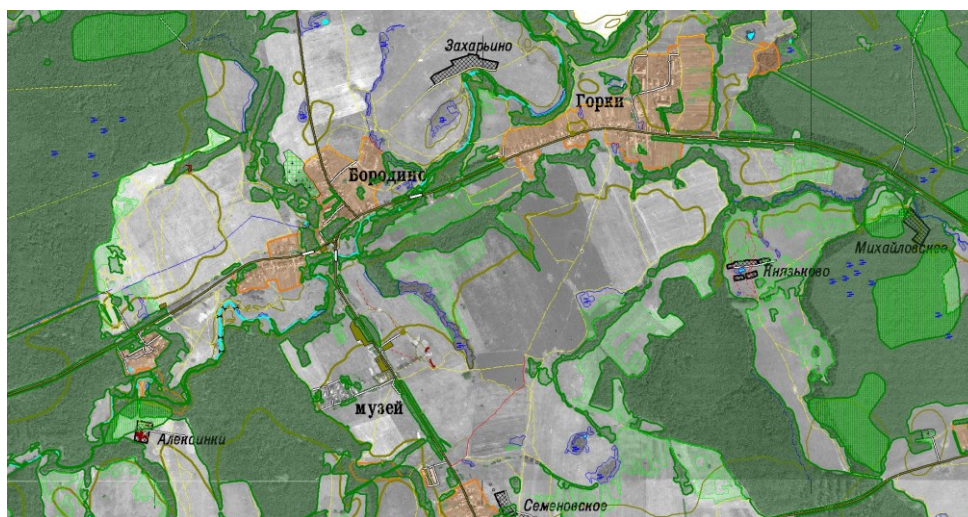 Захарьино
Горки
Бородино
Михайловское
Князьково
музей
Алексинки
Семеновское